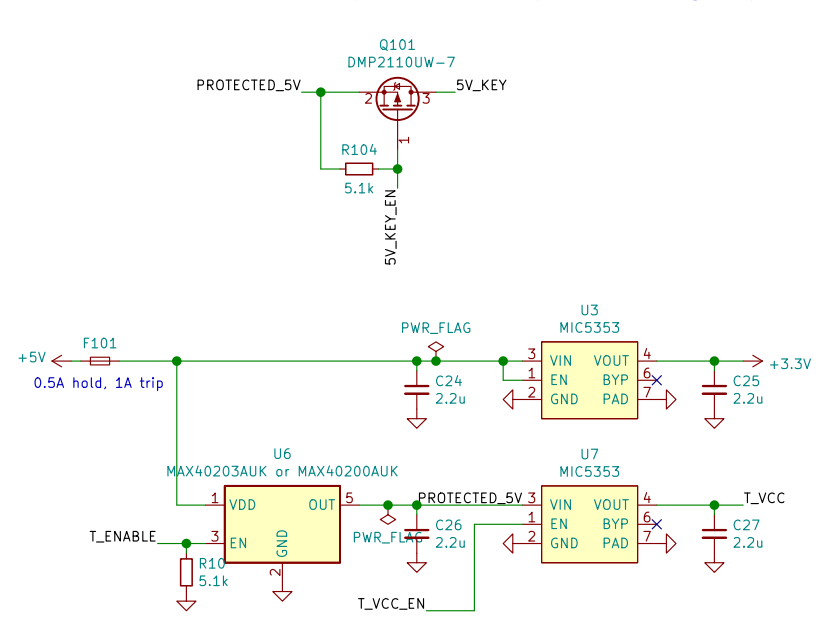 Q101
DMP2110UW-7
PROTECTED_5V
2
3
5V_KEY
1
R104
5.1k
5V_KEY_EN
+5V
F101
0.5A hold, 1A trip
PWR_FLAG
C24
2.2u
U3
MIC5353
3 VIN VOUT 4
1 EN BYP 6
2 GND PAD 7
+3.3V
C25
2.2u
U6
MAX40203AUK or MAX40200AUK
1 VDD OUT 5
3 EN GND
2
T_ENABLE
R10
5.1k
PROTECTED_5V
PWR_FLAG
C26
2.2u
U7
MIC5353
3 VIN VOUT 4
1 EN BYP 6
2 GND PAD 7
T_VCC
C27
2.2u
T_VCC_EN